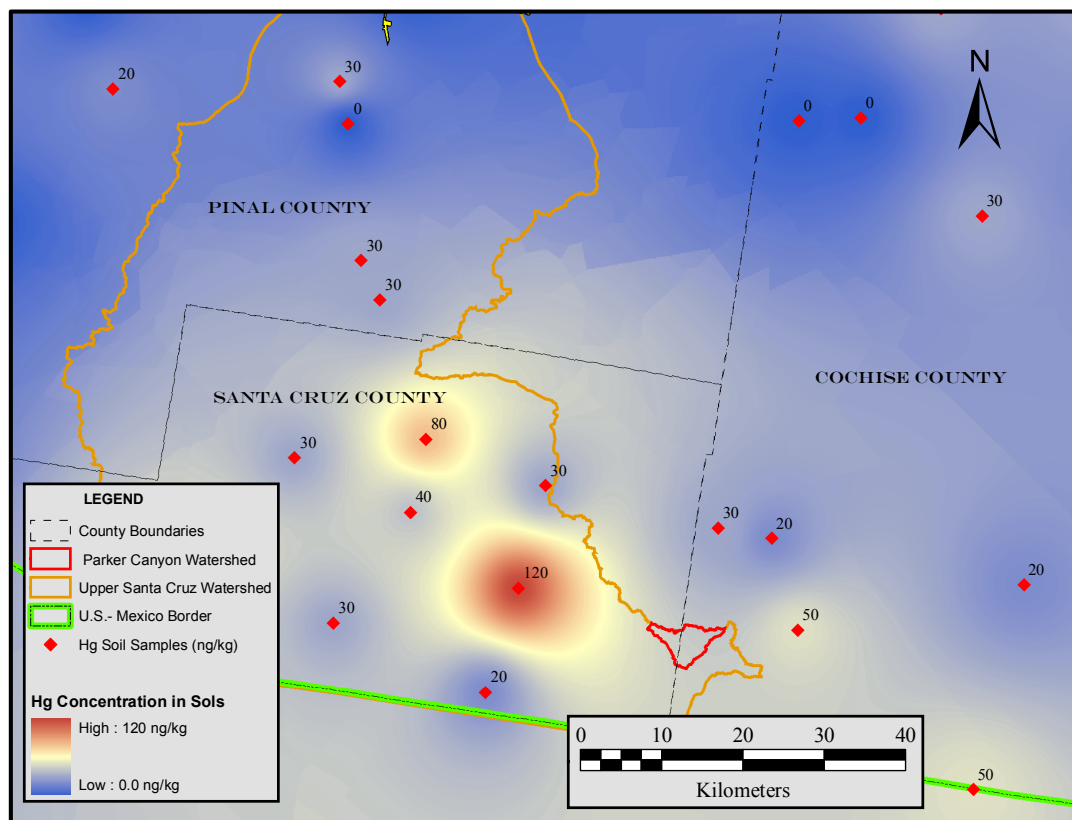 N
20
30
0
0
0
30
PINAL COUNTY
30
30
COCHISE COUNTY
SANTA CRUZ COUNTY
80
30
30
40
30
20
120
20
30
50
20
50
LEGEND
County Boundaries
Parker Canyon Watershed
Upper Santa Cruz Watershed
U.S.- Mexico Border
Hg Soil Samples (ng/kg)
Hg Concentration in Sols
High : 120 ng/kg
Low : 0.0 ng/kg
0 10 20 30 40
Kilometers